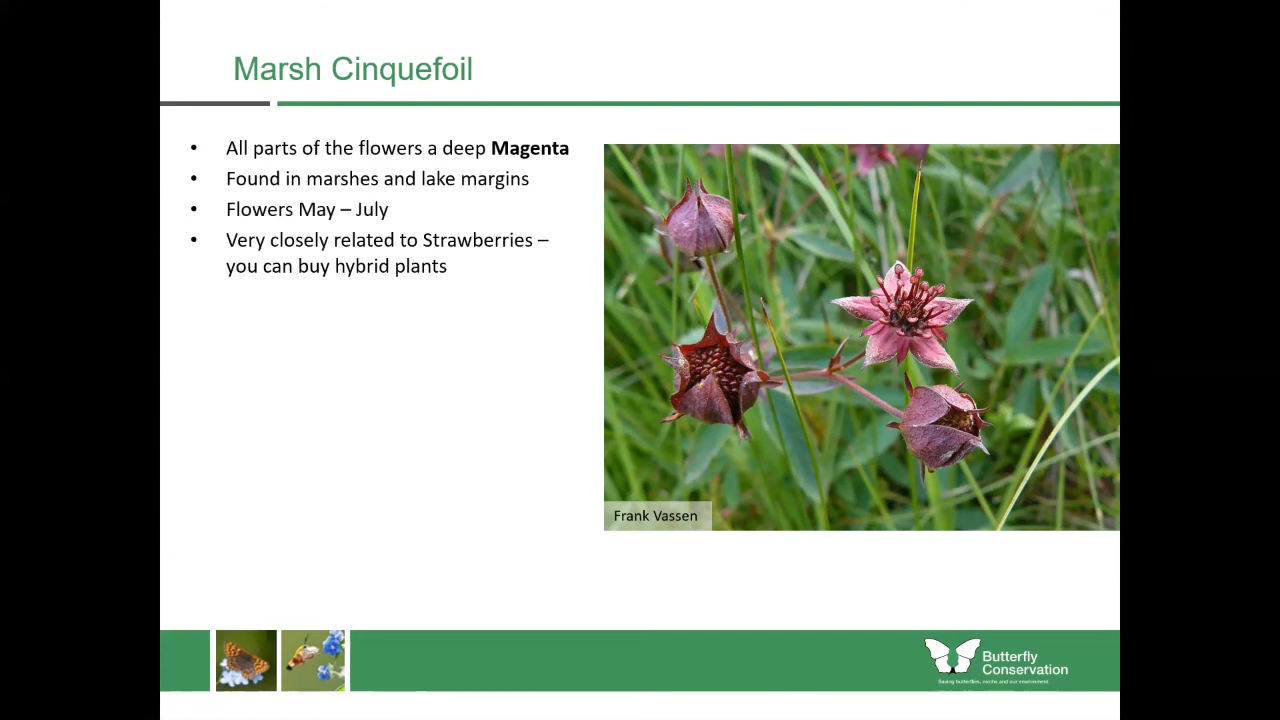 Marsh Cinquefoil
• All parts of the flowers a deep Magenta
• Found in marshes and lake margins
• Flowers May – July
• Very closely related to Strawberries –
you can buy hybrid plants
Frank Vassen
Butterfly
Conservation
Saving butterflies, moths and our environment